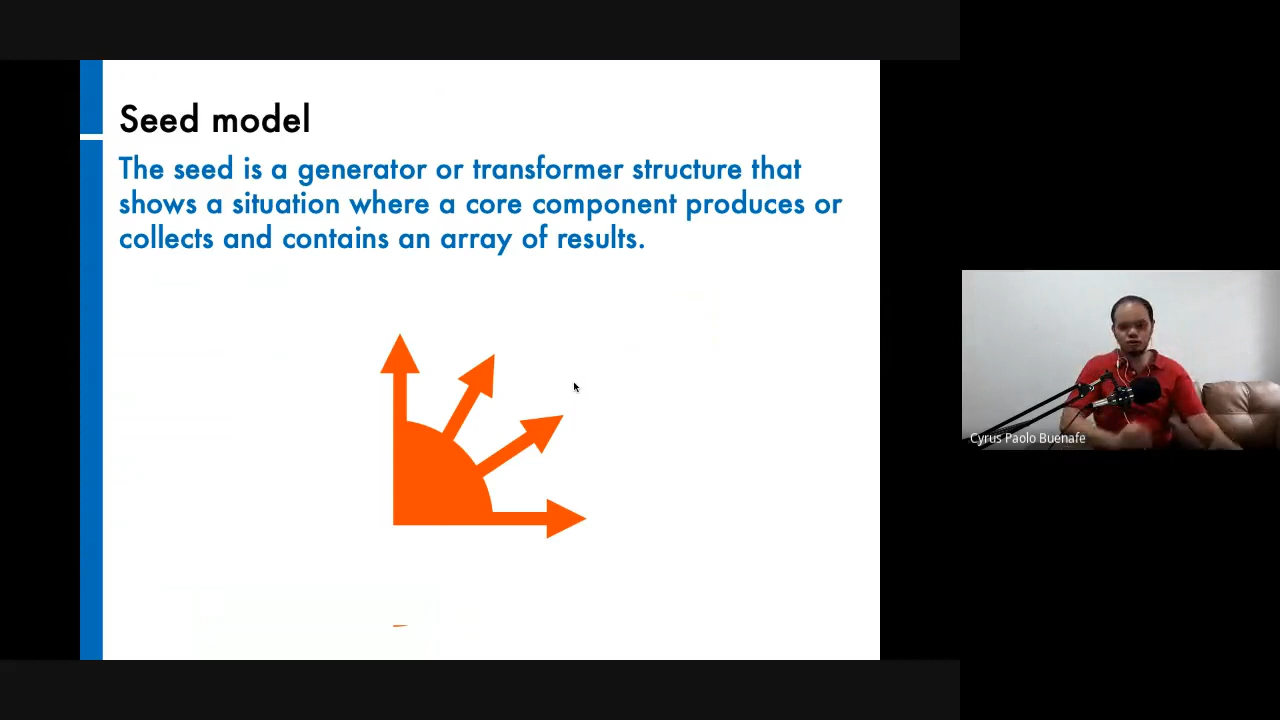 Seed model
The seed is a generator or transformer structure that
shows a situation where a core component produces or
collects and contains an array of results.
Cyrus Paolo Buenafe